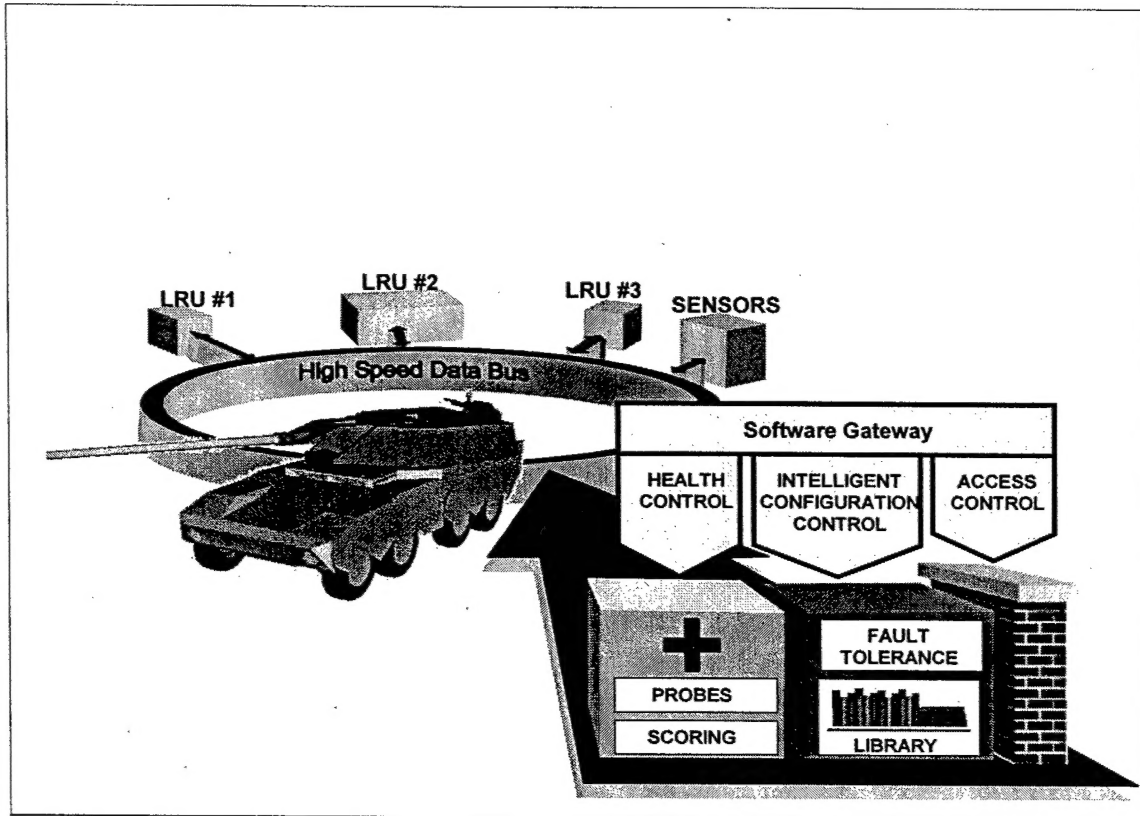 LRU #1
LRU #2
LRU #3
SENSORS
High Speed Data Bus
Software Gateway
HEALTH
CONTROL
INTELLIGENT
CONFIGURATION
CONTROL
ACCESS
CONTROL
FAULT
TOLERANCE
PROBES
SCORING
LIBRARY